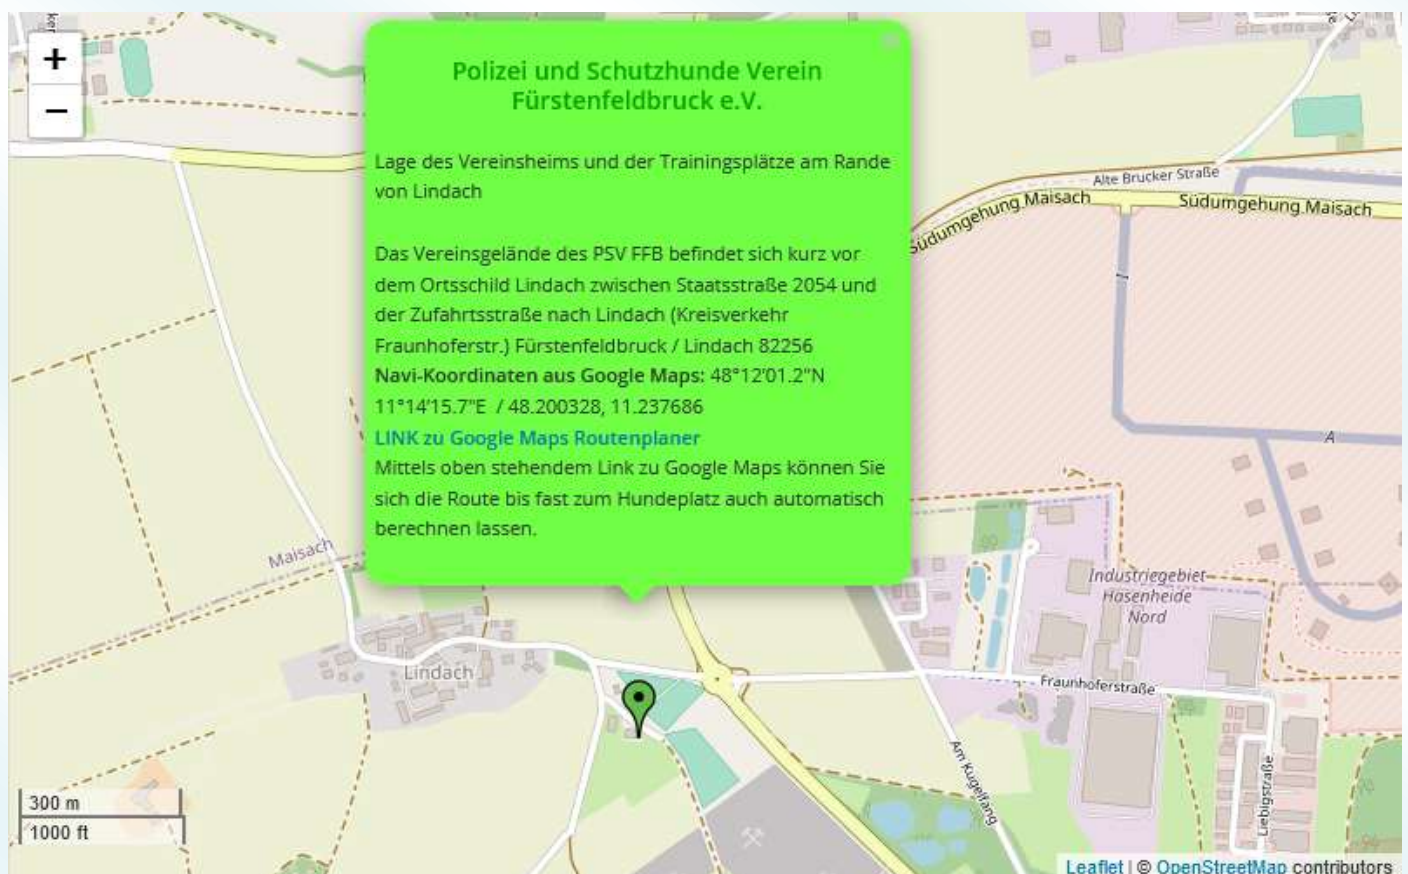 +
−
Polizei und Schutzhunde Verein
Fürstenfeldbruck e.V.
Lage des Vereinsheims und der Trainingsplätze am Rande
von Lindach
Das Vereinsgelände des PSV FFB befindet sich kurz vor
dem Ortsschild Lindach zwischen Staatsstraße 2054 und
der Zufahrtsstraße nach Lindach (Kreisverkehr
Fraunhoferstr.) Fürstenfeldbruck / Lindach 82256
Navi-Koordinaten aus Google Maps: 48°12'01.2"N
11°14'15.7"E / 48.200328, 11.237686
LINK zu Google Maps Routenplaner
Mittels oben stehendem Link zu Google Maps können Sie
sich die Route bis fast zum Hundeplatz auch automatisch
berechnen lassen.
Alte Brucker Straße
Südumgehung Maisach
Südumgehung Maisach
A
Maisach
Industriegebiet
Hasenheide
Nord
Lindach
Fraunhoferstraße
Am Kugelfang
Liebigstraße
300 m
1000 ft
Leaflet | © OpenStreetMap contributors